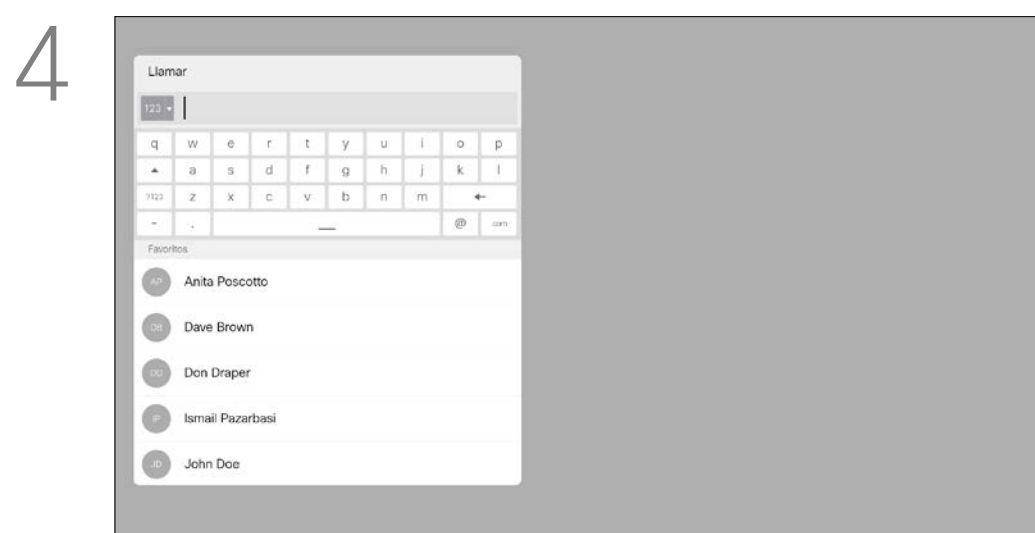 4
Llamar
123
q w e r t y u i o p
a s d f g h j k l
?123 z x c v b n m
- . @ .com
Favoritos
AP Anita Poscotto
DB Dave Brown
DD Don Draper
IP Ismail Pazarbasi
JD John Doe